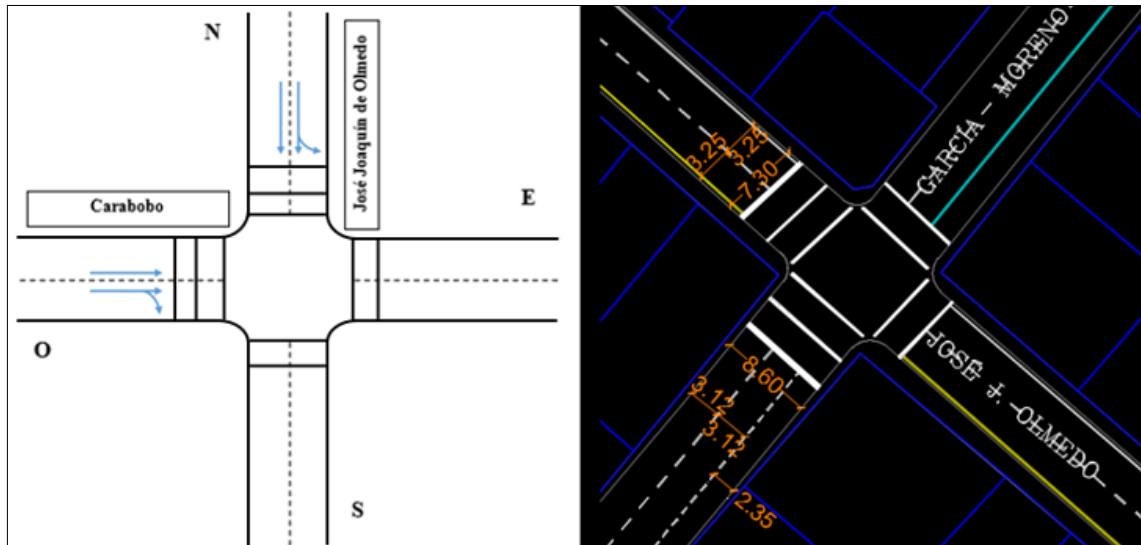 N
José Joaquín de Olmedo
Carabobo
E
O
S
GARCÍA - MORENO
3.25
3.25
7.30
8.60
3.12
3.12
2.35
JOSÉ J. OLMEDO